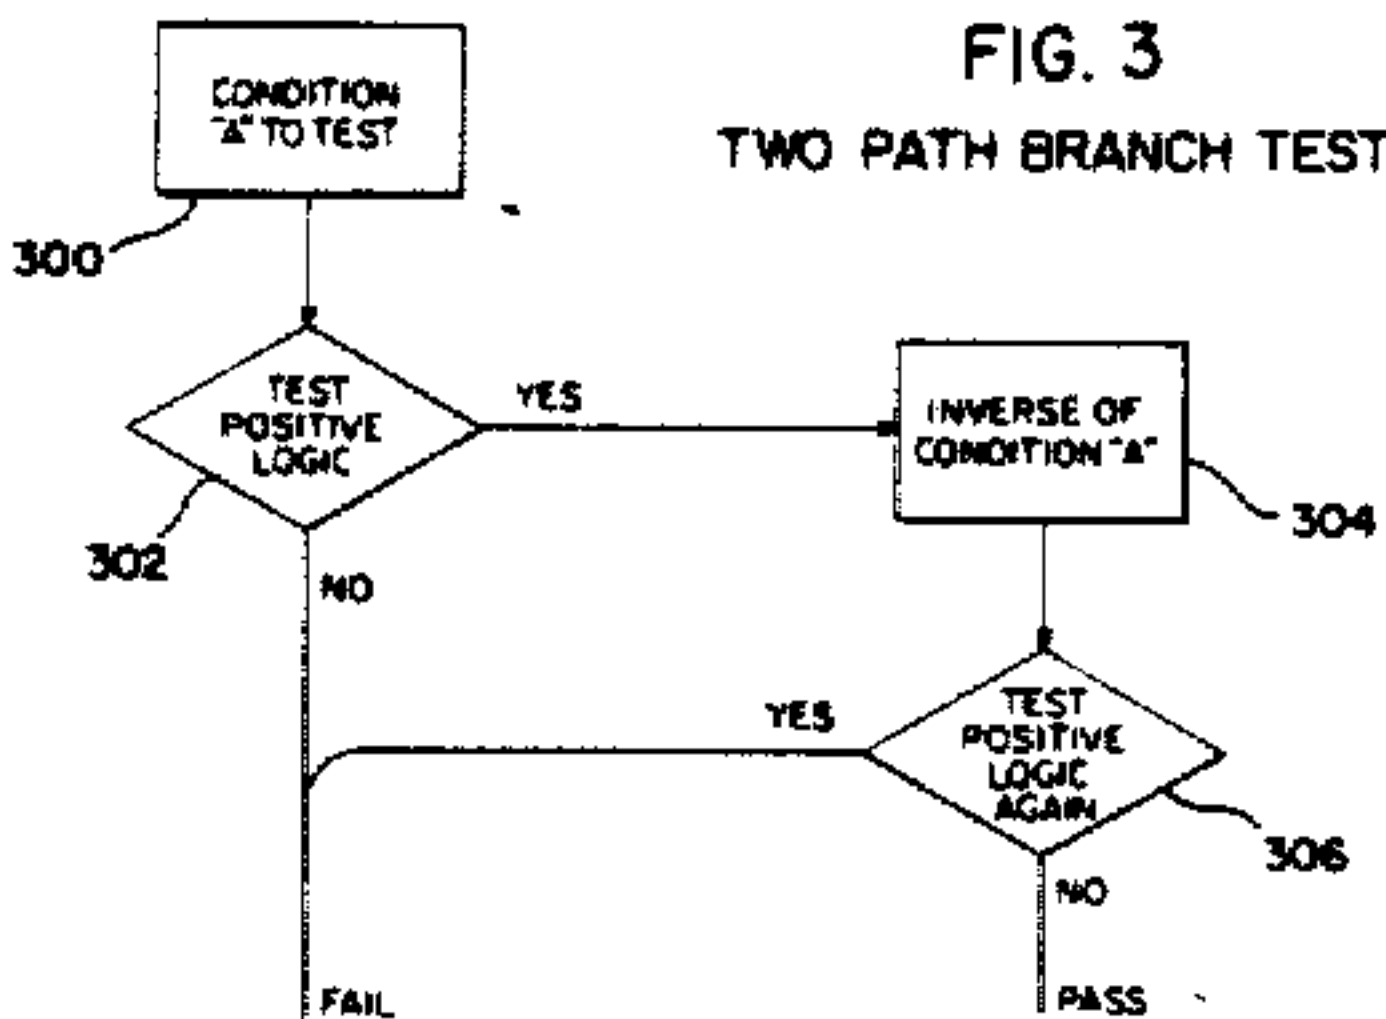 FIG. 3
TWO PATH BRANCH TEST
CONDITION
"A" TO TEST
300
TEST
POSITIVE
LOGIC
YES
302
NO
INVERSE OF
CONDITION "A"
304
TEST
POSITIVE
LOGIC
AGAIN
YES
306
NO
FAIL
PASS